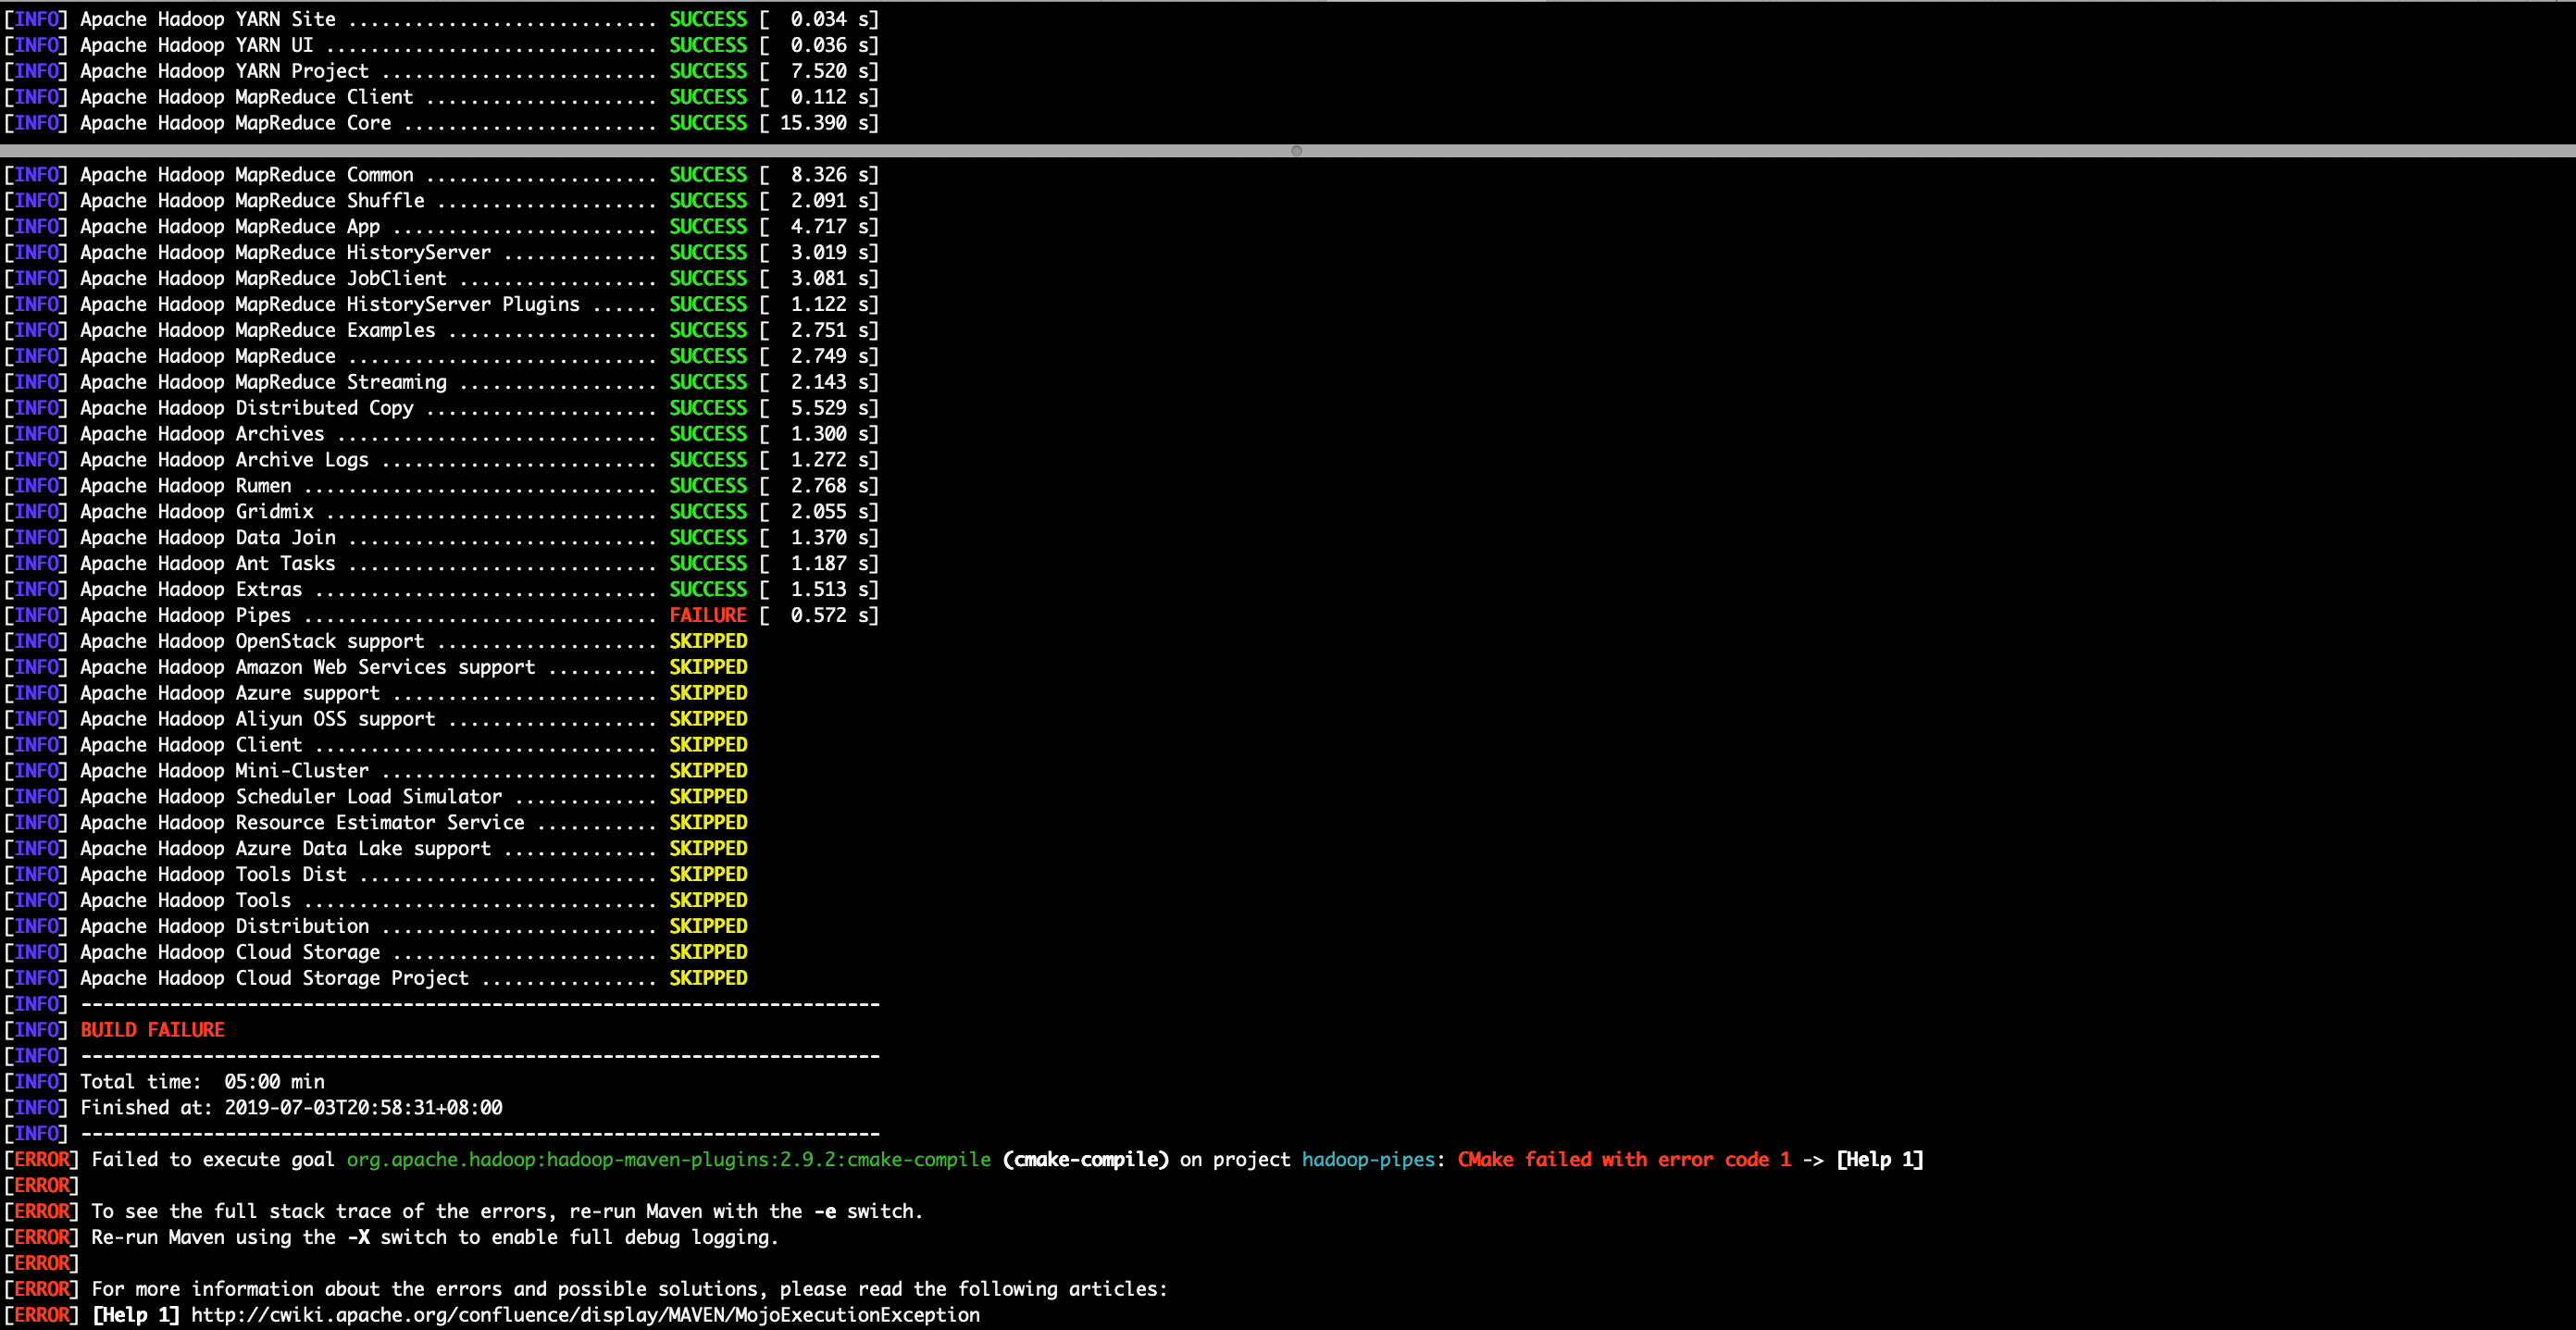 [INFO] Apache Hadoop YARN Site ............................ SUCCESS [  0.034 s]
[INFO] Apache Hadoop YARN UI .............................. SUCCESS [  0.036 s]
[INFO] Apache Hadoop YARN Project ......................... SUCCESS [  7.520 s]
[INFO] Apache Hadoop MapReduce Client ..................... SUCCESS [  0.112 s]
[INFO] Apache Hadoop MapReduce Core ....................... SUCCESS [ 15.390 s]
[INFO] Apache Hadoop MapReduce Common ..................... SUCCESS [  8.326 s]
[INFO] Apache Hadoop MapReduce Shuffle .................... SUCCESS [  2.091 s]
[INFO] Apache Hadoop MapReduce App ........................ SUCCESS [  4.717 s]
[INFO] Apache Hadoop MapReduce HistoryServer .............. SUCCESS [  3.019 s]
[INFO] Apache Hadoop MapReduce JobClient .................. SUCCESS [  3.081 s]
[INFO] Apache Hadoop MapReduce HistoryServer Plugins ...... SUCCESS [  1.122 s]
[INFO] Apache Hadoop MapReduce Examples ................... SUCCESS [  2.751 s]
[INFO] Apache Hadoop MapReduce ............................ SUCCESS [  2.749 s]
[INFO] Apache Hadoop MapReduce Streaming .................. SUCCESS [  2.143 s]
[INFO] Apache Hadoop Distributed Copy ..................... SUCCESS [  5.529 s]
[INFO] Apache Hadoop Archives ............................. SUCCESS [  1.300 s]
[INFO] Apache Hadoop Archive Logs ......................... SUCCESS [  1.272 s]
[INFO] Apache Hadoop Rumen ................................ SUCCESS [  2.768 s]
[INFO] Apache Hadoop Gridmix .............................. SUCCESS [  2.055 s]
[INFO] Apache Hadoop Data Join ............................ SUCCESS [  1.370 s]
[INFO] Apache Hadoop Ant Tasks ............................ SUCCESS [  1.187 s]
[INFO] Apache Hadoop Extras ............................... SUCCESS [  1.513 s]
[INFO] Apache Hadoop Pipes ................................ FAILURE [  0.572 s]
[INFO] Apache Hadoop OpenStack support .................... SKIPPED
[INFO] Apache Hadoop Amazon Web Services support .......... SKIPPED
[INFO] Apache Hadoop Azure support ........................ SKIPPED
[INFO] Apache Hadoop Aliyun OSS support ................... SKIPPED
[INFO] Apache Hadoop Client ............................... SKIPPED
[INFO] Apache Hadoop Mini-Cluster ......................... SKIPPED
[INFO] Apache Hadoop Scheduler Load Simulator ............. SKIPPED
[INFO] Apache Hadoop Resource Estimator Service ........... SKIPPED
[INFO] Apache Hadoop Azure Data Lake support .............. SKIPPED
[INFO] Apache Hadoop Tools Dist ........................... SKIPPED
[INFO] Apache Hadoop Tools ................................ SKIPPED
[INFO] Apache Hadoop Distribution ......................... SKIPPED
[INFO] Apache Hadoop Cloud Storage ........................ SKIPPED
[INFO] Apache Hadoop Cloud Storage Project ................ SKIPPED
[INFO] ------------------------------------------------------------------------
[INFO] BUILD FAILURE
[INFO] ------------------------------------------------------------------------
[INFO] Total time:  05:00 min
[INFO] Finished at: 2019-07-03T20:58:31+08:00
[INFO] ------------------------------------------------------------------------
[ERROR] Failed to execute goal org.apache.hadoop:hadoop-maven-plugins:2.9.2:cmake-compile (cmake-compile) on project hadoop-pipes: CMake failed with error code 1 -> [Help 1]
[ERROR]
[ERROR] To see the full stack trace of the errors, re-run Maven with the -e switch.
[ERROR] Re-run Maven using the -X switch to enable full debug logging.
[ERROR]
[ERROR] For more information about the errors and possible solutions, please read the following articles:
[ERROR] [Help 1] http://cwiki.apache.org/confluence/display/MAVEN/MojoExecutionException